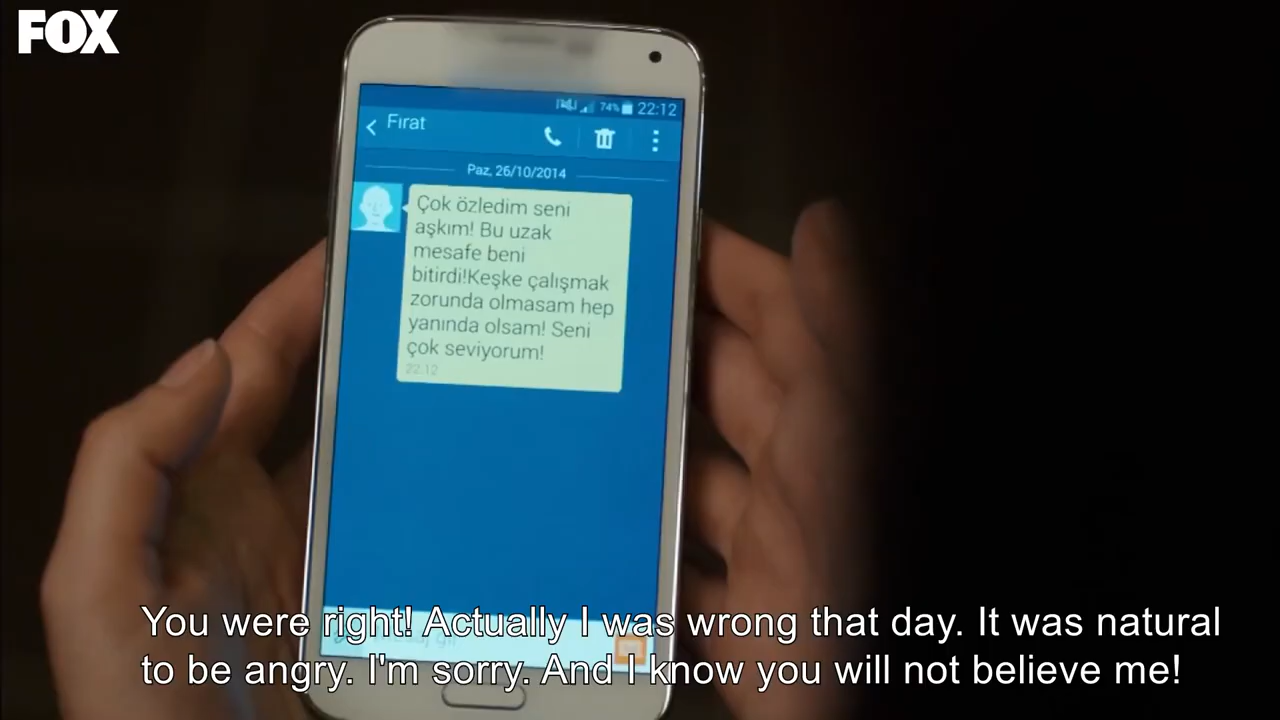 FOX
74% 22:12
Fırat
Paz, 26/10/2014
Çok özledim seni
aşkım! Bu uzak
mesafe beni
bitirdi!Keşke çalışmak
zorunda olmasam hep
yanında olsam! Seni
çok seviyorum!
22:12
You were right! Actually I was wrong that day. It was natural
to be angry. I'm sorry. And I know you will not believe me!